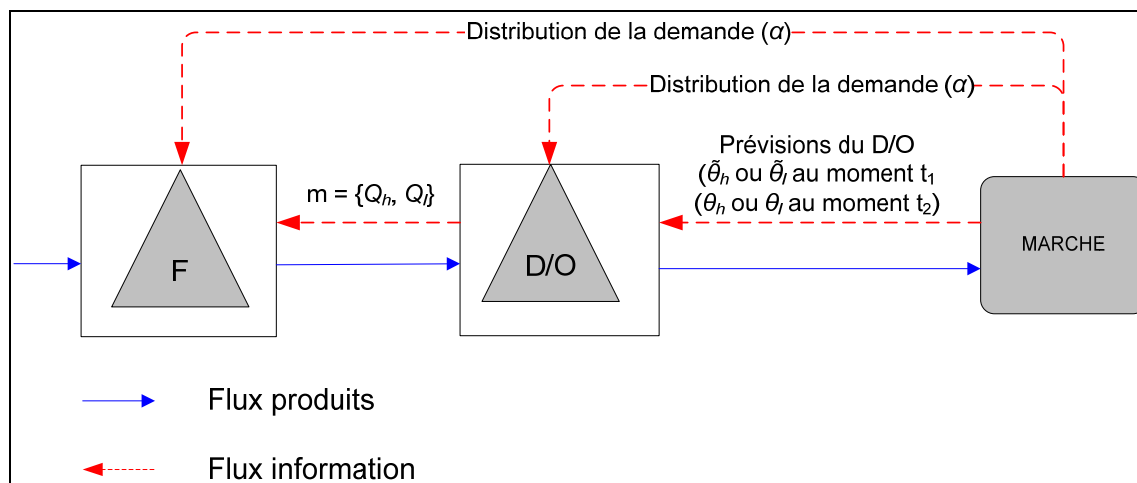 Distribution de la demande (α)
Distribution de la demande (α)
Prévisions du D/O
(θ̃h ou θ̃l au moment t1
(θh ou θl au moment t2)
m = {Qh, Ql}
F
D/O
MARCHE
Flux produits
Flux information